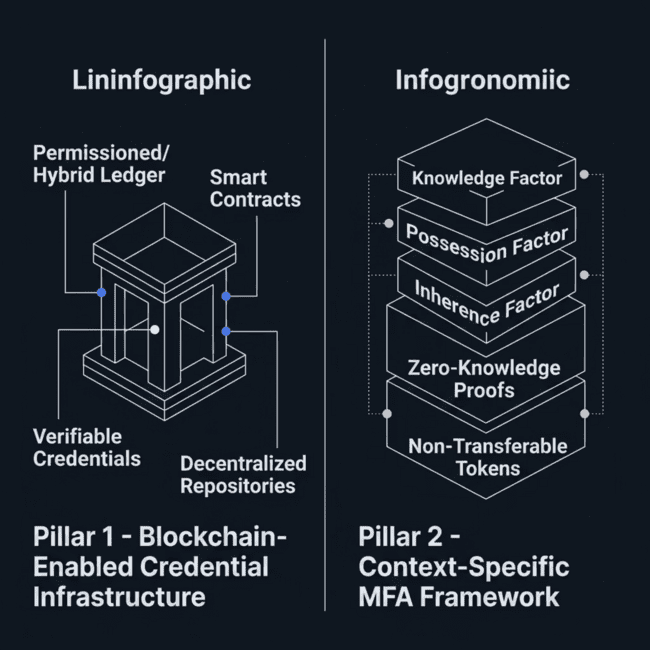 Lininfographic
Permissioned/
Hybrid Ledger
Smart
Contracts
Verifiable
Credentials
Decentralized
Repositories
Pillar 1 - Blockchain-
Enabled Credential
Infrastructure
Infogronomiic
Knowledge Factor
Possession Factor
Inherence Factor
Zero-Knowledge
Proofs
Non-Transferable
Tokens
Pillar 2 -
Context-Specific
MFA Framework